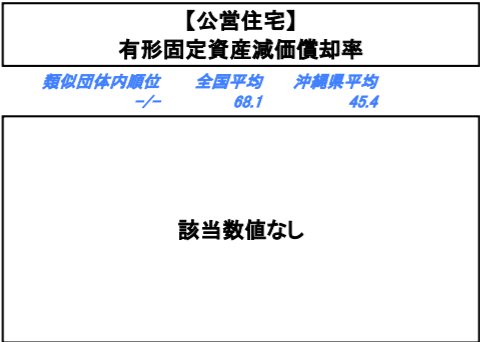 【公営住宅】
有形固定資産減価償却率
類似団体内順位 全国平均 沖縄県平均
-/- 68.1 45.4
該当数値なし